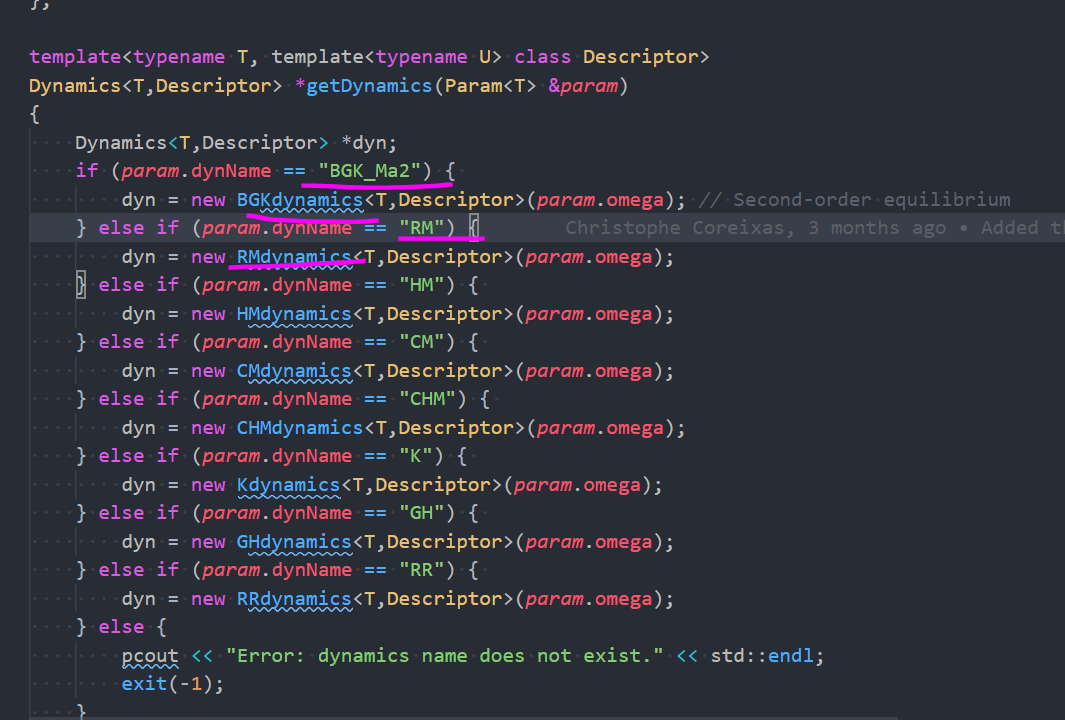 };
template<typename T, template<typename U> class Descriptor>
Dynamics<T,Descriptor> *getDynamics(Param<T> &param)
{
    Dynamics<T,Descriptor> *dyn;
    if (param.dynName == "BGK_Ma2") {
        dyn = new BGKdynamics<T,Descriptor>(param.omega); // Second-order equilibrium
    } else if (param.dynName == "RM") { Christophe Coreixas, 3 months ago • Added th
        dyn = new RMdynamics<T,Descriptor>(param.omega);
    } else if (param.dynName == "HM") {
        dyn = new HMdynamics<T,Descriptor>(param.omega);
    } else if (param.dynName == "CM") {
        dyn = new CMdynamics<T,Descriptor>(param.omega);
    } else if (param.dynName == "CHM") {
        dyn = new CHMdynamics<T,Descriptor>(param.omega);
    } else if (param.dynName == "K") {
        dyn = new Kdynamics<T,Descriptor>(param.omega);
    } else if (param.dynName == "GH") {
        dyn = new GHdynamics<T,Descriptor>(param.omega);
    } else if (param.dynName == "RR") {
        dyn = new RRdynamics<T,Descriptor>(param.omega);
    } else {
        pcout << "Error: dynamics name does not exist." << std::endl;
        exit(-1);
    }